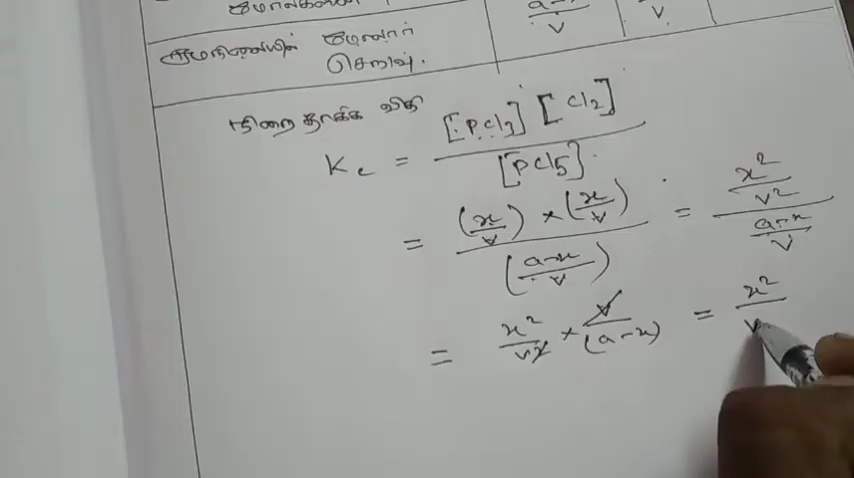 a-x/V x/V
சமநிலையில் மோலார்
செறிவு.
நிறை தாக்க விதி
Kc = [PCl3] [Cl2] / [PCl5]
= (x/V) × (x/V) / (a-x/V) = x²/V² / a-x/V
= x²/V² × V/(a-x) = x²/V